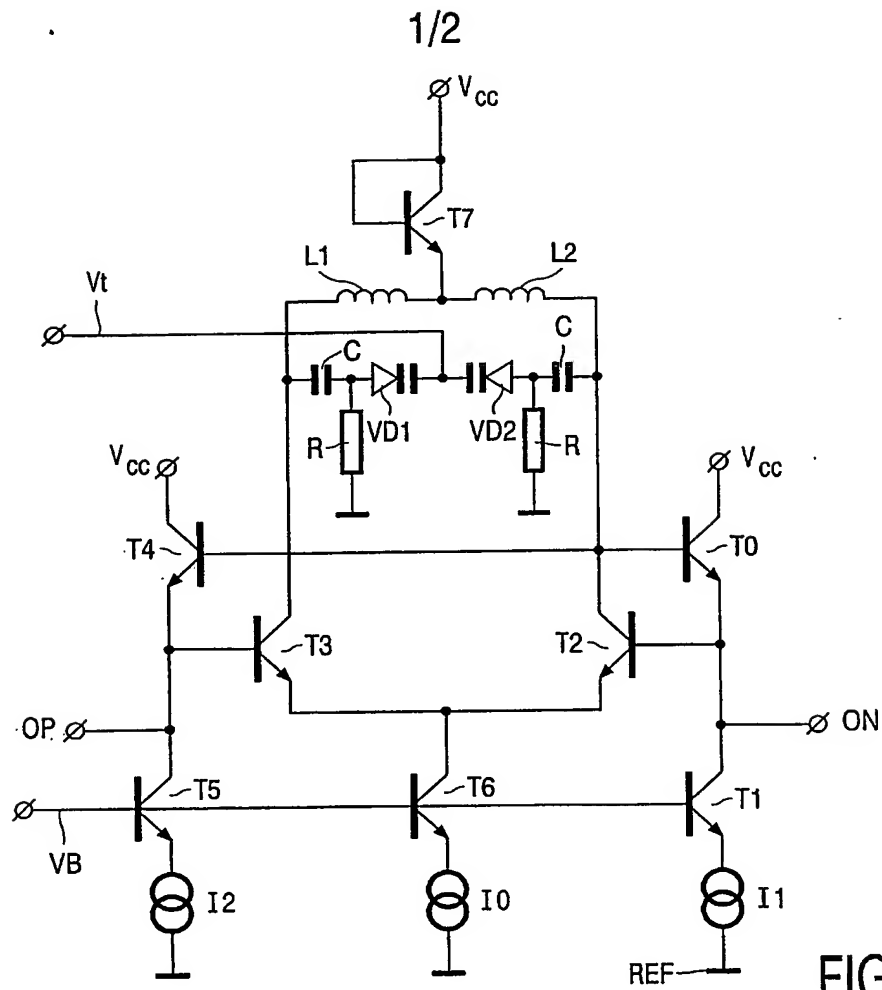 1/2
Vcc
T7
L1 L2
Vt
C C
VD1 VD2
R R
Vcc Vcc
T4 T0
T3 T2
OP ON
T5 T6 T1
VB
I2 I0 I1
REF
FIG